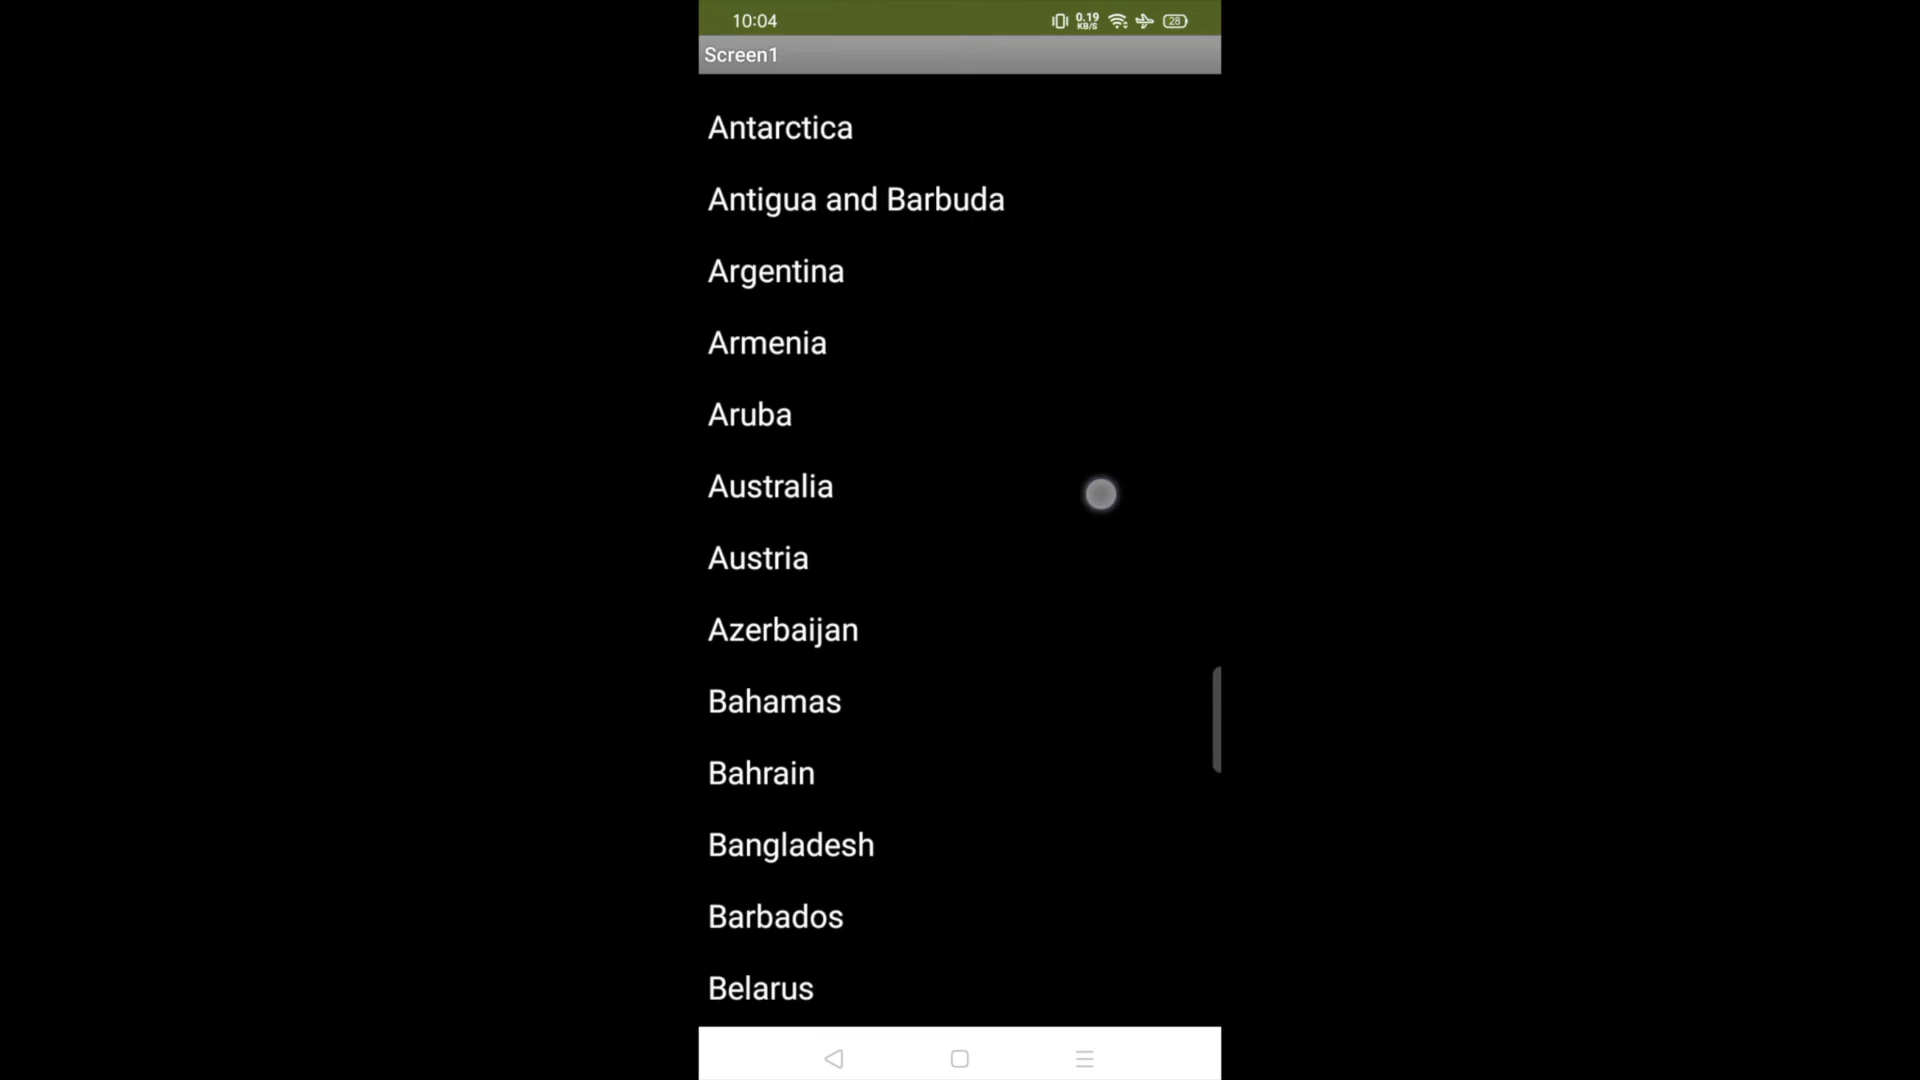 10:04
0.19
KB/S
28
Screen1
Antarctica
Antigua and Barbuda
Argentina
Armenia
Aruba
Australia
Austria
Azerbaijan
Bahamas
Bahrain
Bangladesh
Barbados
Belarus